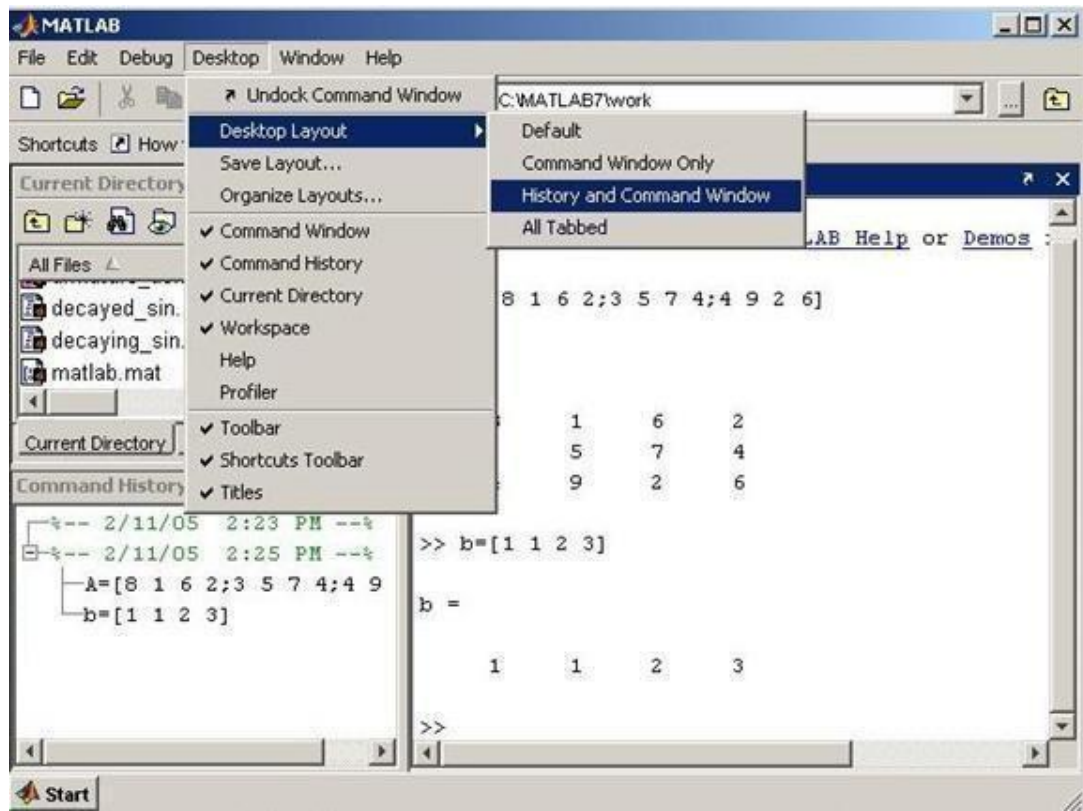 MATLAB
File Edit Debug Desktop Window Help
Undock Command Window
C:\MATLAB7\work
...
Shortcuts How
Desktop Layout
Default
Save Layout...
Command Window Only
Current Directory
Organize Layouts...
History and Command Window
All Tabbed
Command Window
LAB Help or Demos
All Files
Command History
decayed_sin.
Current Directory
8 1 6 2;3 5 7 4;4 9 2 6]
decaying_sin.
Workspace
matlab.mat
Help
Profiler
Toolbar
1 6 2
Current Directory
Shortcuts Toolbar
5 7 4
Command History
Titles
9 2 6
%-- 2/11/05 2:23 PM --%
%-- 2/11/05 2:25 PM --%
A=[8 1 6 2;3 5 7 4;4 9
b=[1 1 2 3]
>> b=[1 1 2 3]
b =
1 1 2 3
>>
Start